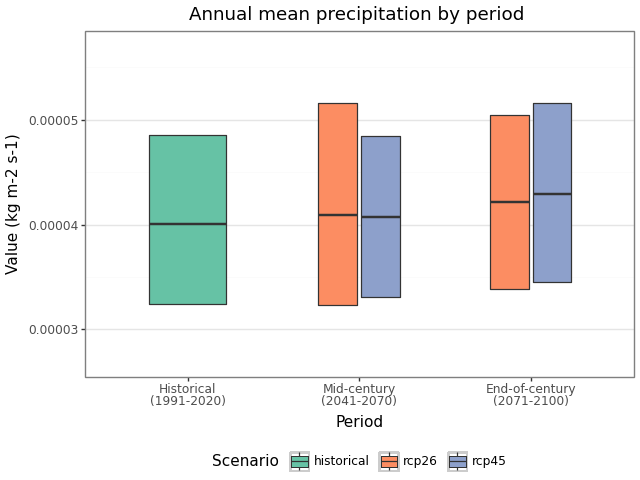 Annual mean precipitation by period
Value (kg m-2 s-1)
0.00005
0.00004
0.00003
Historical
(1991-2020)
Mid-century
(2041-2070)
End-of-century
(2071-2100)
Period
Scenario historical rcp26 rcp45